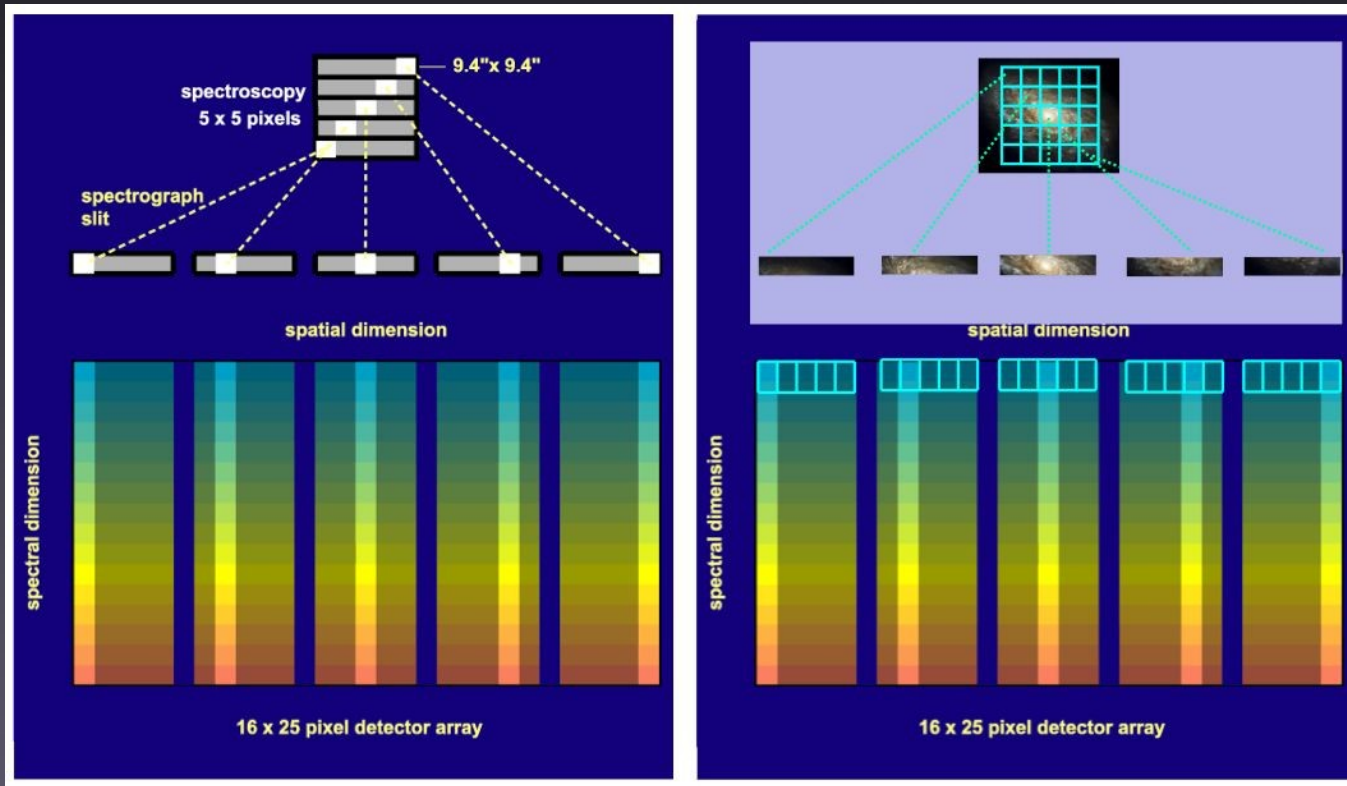 9.4"x 9.4"
spectroscopy
5 x 5 pixels
spectrograph
slit
spatial dimension
spectral dimension
16 x 25 pixel detector array
spatial dimension
spectral dimension
16 x 25 pixel detector array